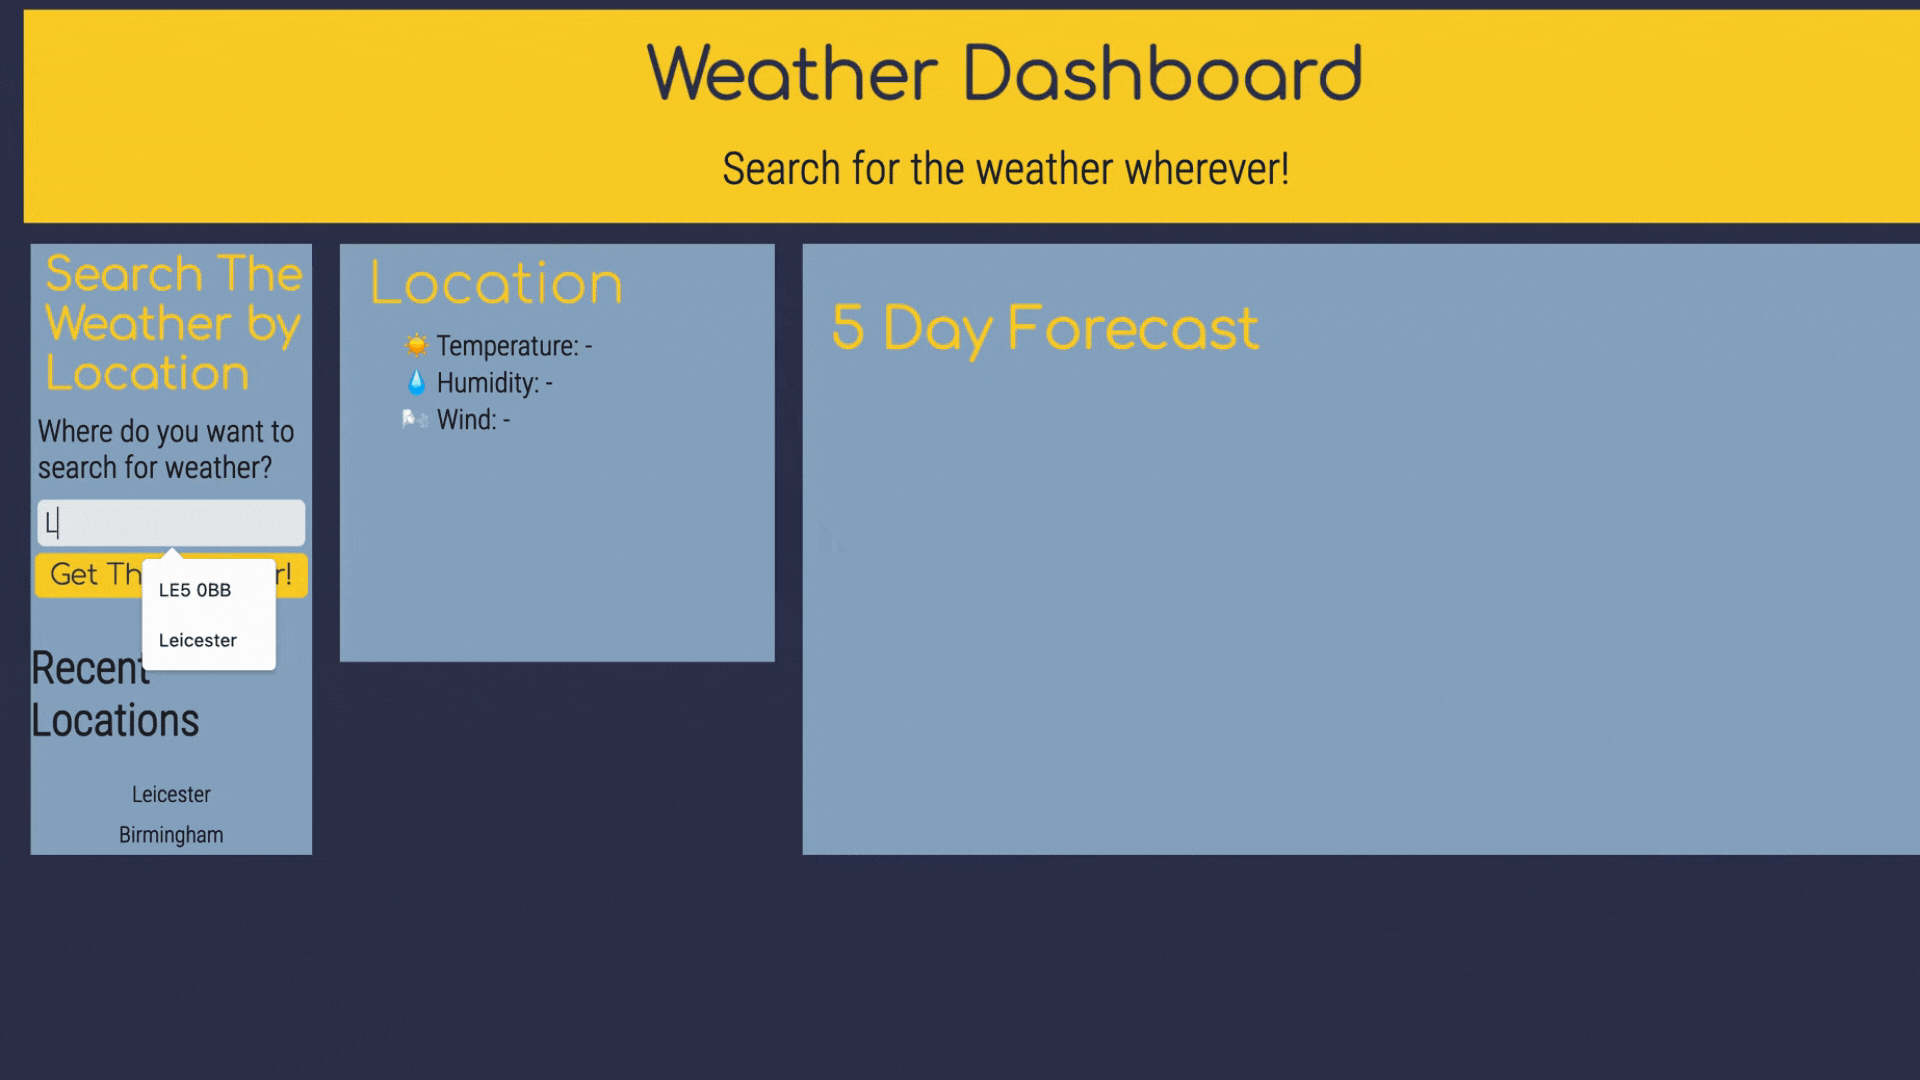 Weather Dashboard
Search for the weather wherever!
Search The
Weather by
Location
Where do you want to
search for weather?
L
Get Th r!
LE5 0BB
Leicester
Recent
Locations
Leicester
Birmingham
Location
Temperature: -
Humidity: -
Wind: -
5 Day Forecast